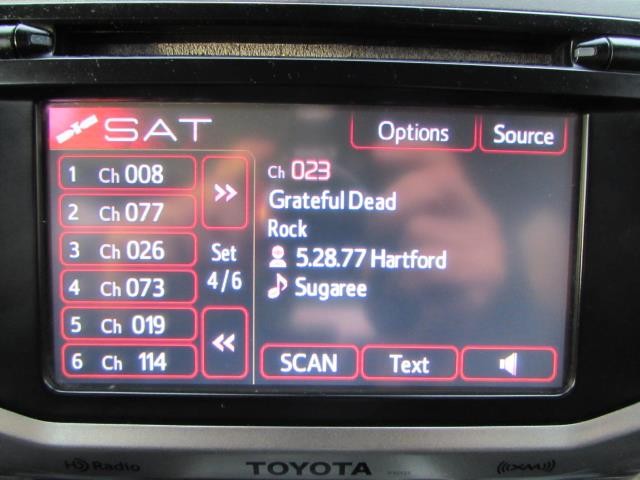 SAT
Options
Source
1 Ch 008
2 Ch 077
3 Ch 026
4 Ch 073
5 Ch 019
6 Ch 114
>>
Set
4/6
<<
Ch 023
Grateful Dead
Rock
5.28.77 Hartford
Sugaree
SCAN
Text
HD Radio
TOYOTA
((XM))